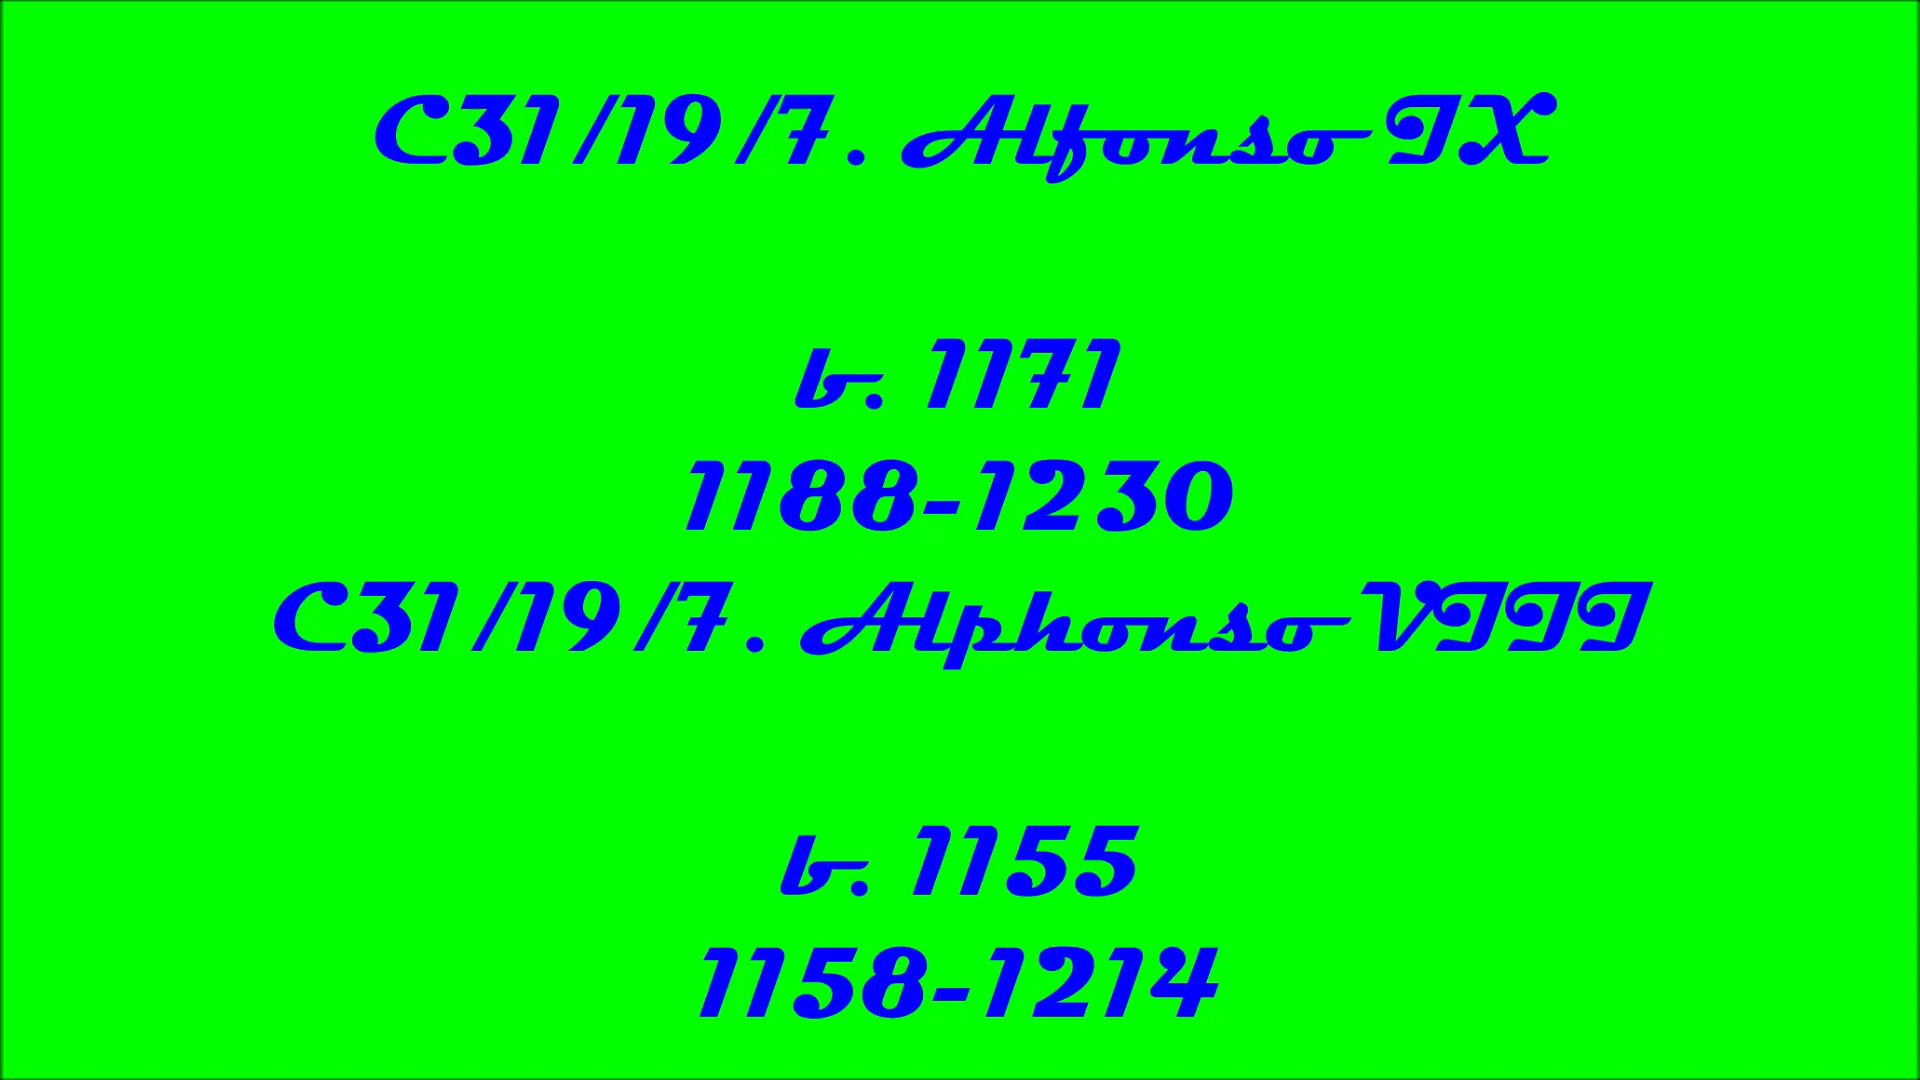 C31/19/7. Alfonso IX
b. 1171
1188-1230
C31/19/7. Alphonso VIII
b. 1155
1158-1214